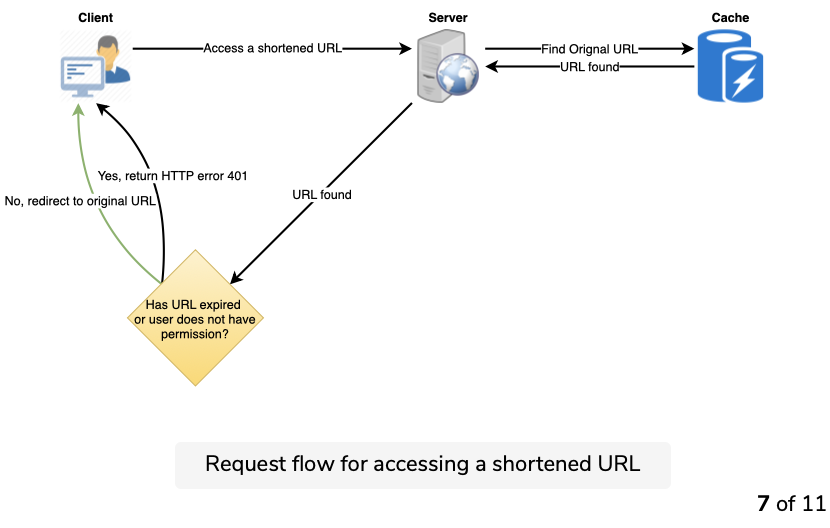 Client
Server
Cache
Access a shortened URL
Find Orignal URL
URL found
Yes, return HTTP error 401
URL found
No, redirect to original URL
Has URL expired
or user does not have
permission?
Request flow for accessing a shortened URL
7 of 11